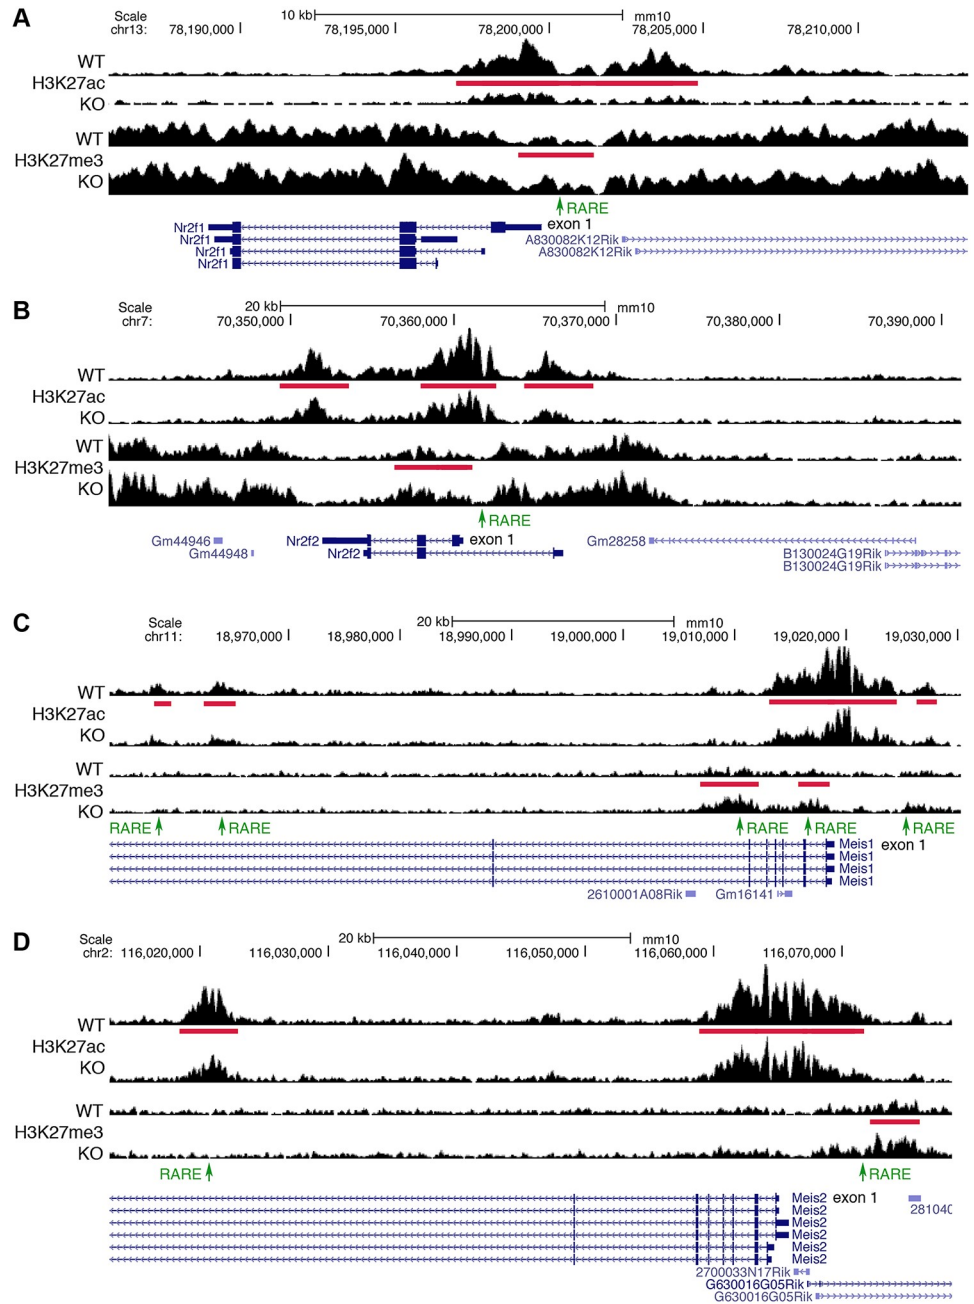 A
Scale 10 kb mm10
chr13: 78,190,000 78,195,000 78,200,000 78,205,000 78,210,000
WT
H3K27ac
KO
WT
H3K27me3
KO
RARE
Nr2f1 exon 1
Nr2f1 A830082K12Rik
Nr2f1 A830082K12Rik
Nr2f1
B
Scale 20 kb mm10
chr7: 70,350,000 70,360,000 70,370,000 70,380,000 70,390,000
WT
H3K27ac
KO
WT
H3K27me3
KO
RARE
Gm44946 Nr2f2 exon 1 Gm28258
Gm44948 Nr2f2 B130024G19Rik
B130024G19Rik
C
Scale 20 kb mm10
chr11: 18,970,000 18,980,000 18,990,000 19,000,000 19,010,000 19,020,000 19,030,000
WT
H3K27ac
KO
WT
H3K27me3
KO
RARE RARE RARE RARE RARE
Meis1 exon 1
Meis1
Meis1
Meis1
2610001A08Rik Gm16141
D
Scale 20 kb mm10
chr2: 116,020,000 116,030,000 116,040,000 116,050,000 116,060,000 116,070,000
WT
H3K27ac
KO
WT
H3K27me3
KO
RARE RARE
Meis2 exon 1
Meis2 28104
Meis2
Meis2
Meis2
Meis2
2700033N17Rik
G630016G05Rik
G630016G05Rik